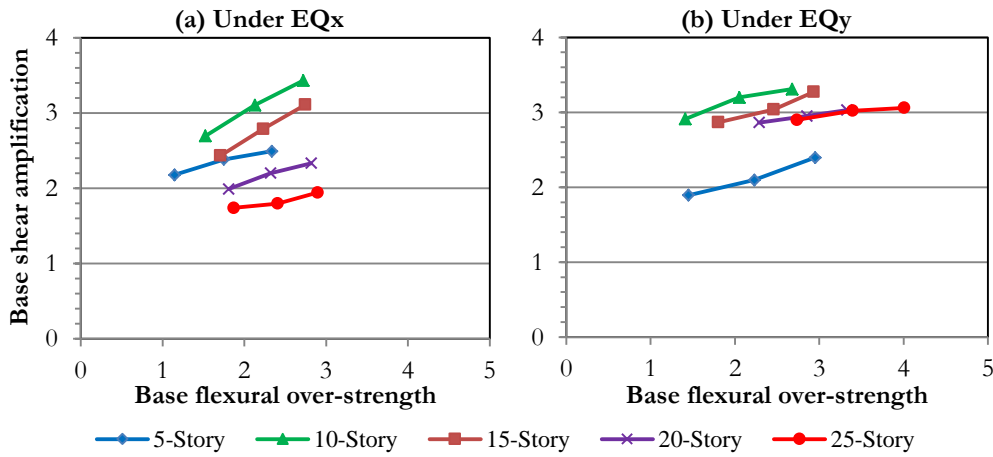 (a) Under EQx
(b) Under EQy
Base shear amplification
4
3
2
1
0
0 1 2 3 4 5
Base flexural over-strength
4
3
2
1
0
0 1 2 3 4 5
Base flexural over-strength
5-Story 10-Story 15-Story 20-Story 25-Story